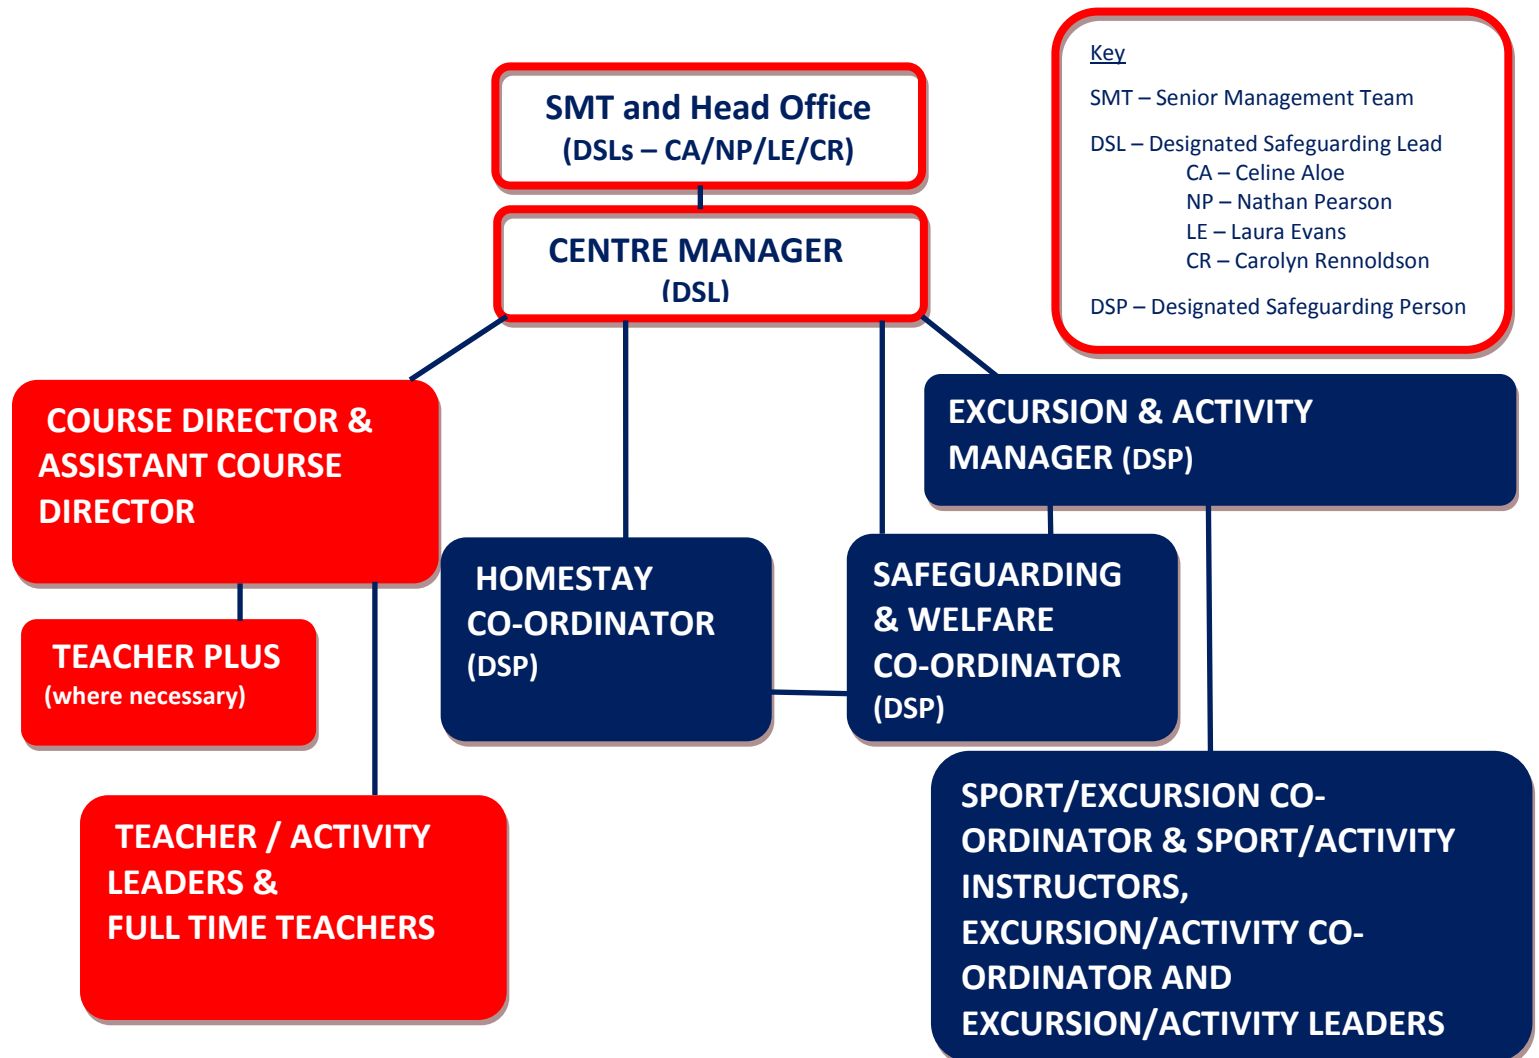 SMT and Head Office
(DSLs – CA/NP/LE/CR)
Key
SMT – Senior Management Team
DSL – Designated Safeguarding Lead
CA – Celine Aloe
NP – Nathan Pearson
LE – Laura Evans
CR – Carolyn Rennoldson
DSP – Designated Safeguarding Person
CENTRE MANAGER
(DSL)
COURSE DIRECTOR &
ASSISTANT COURSE
DIRECTOR
EXCURSION & ACTIVITY
MANAGER (DSP)
HOMESTAY
CO-ORDINATOR
(DSP)
SAFEGUARDING
& WELFARE
CO-ORDINATOR
(DSP)
TEACHER PLUS
(where necessary)
TEACHER / ACTIVITY
LEADERS &
FULL TIME TEACHERS
SPORT/EXCURSION CO-
ORDINATOR & SPORT/ACTIVITY
INSTRUCTORS,
EXCURSION/ACTIVITY CO-
ORDINATOR AND
EXCURSION/ACTIVITY LEADERS